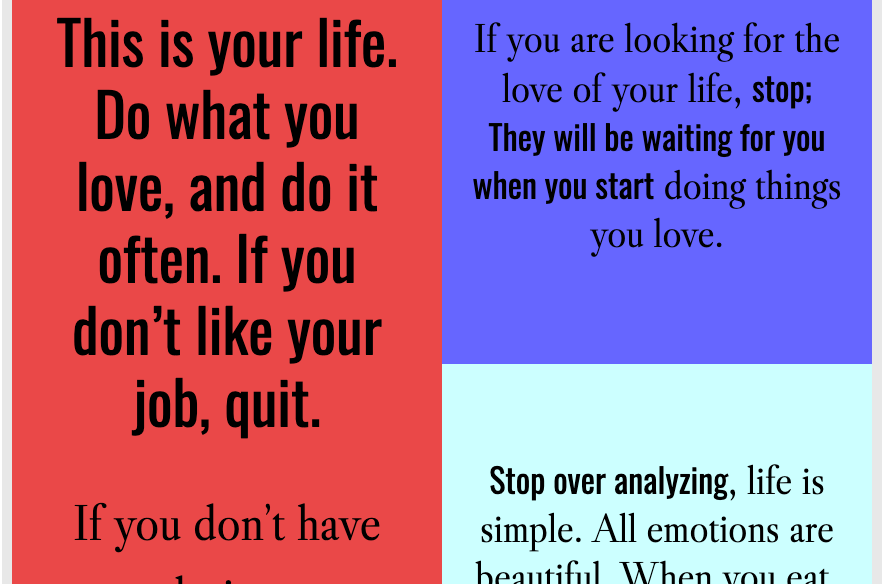 This is your life.
Do what you
love, and do it
often. If you
don’t like your
job, quit.
If you don’t have
If you are looking for the
love of your life, stop;
They will be waiting for you
when you start doing things
you love.
Stop over analyzing, life is
simple. All emotions are
beautiful. When you eat,